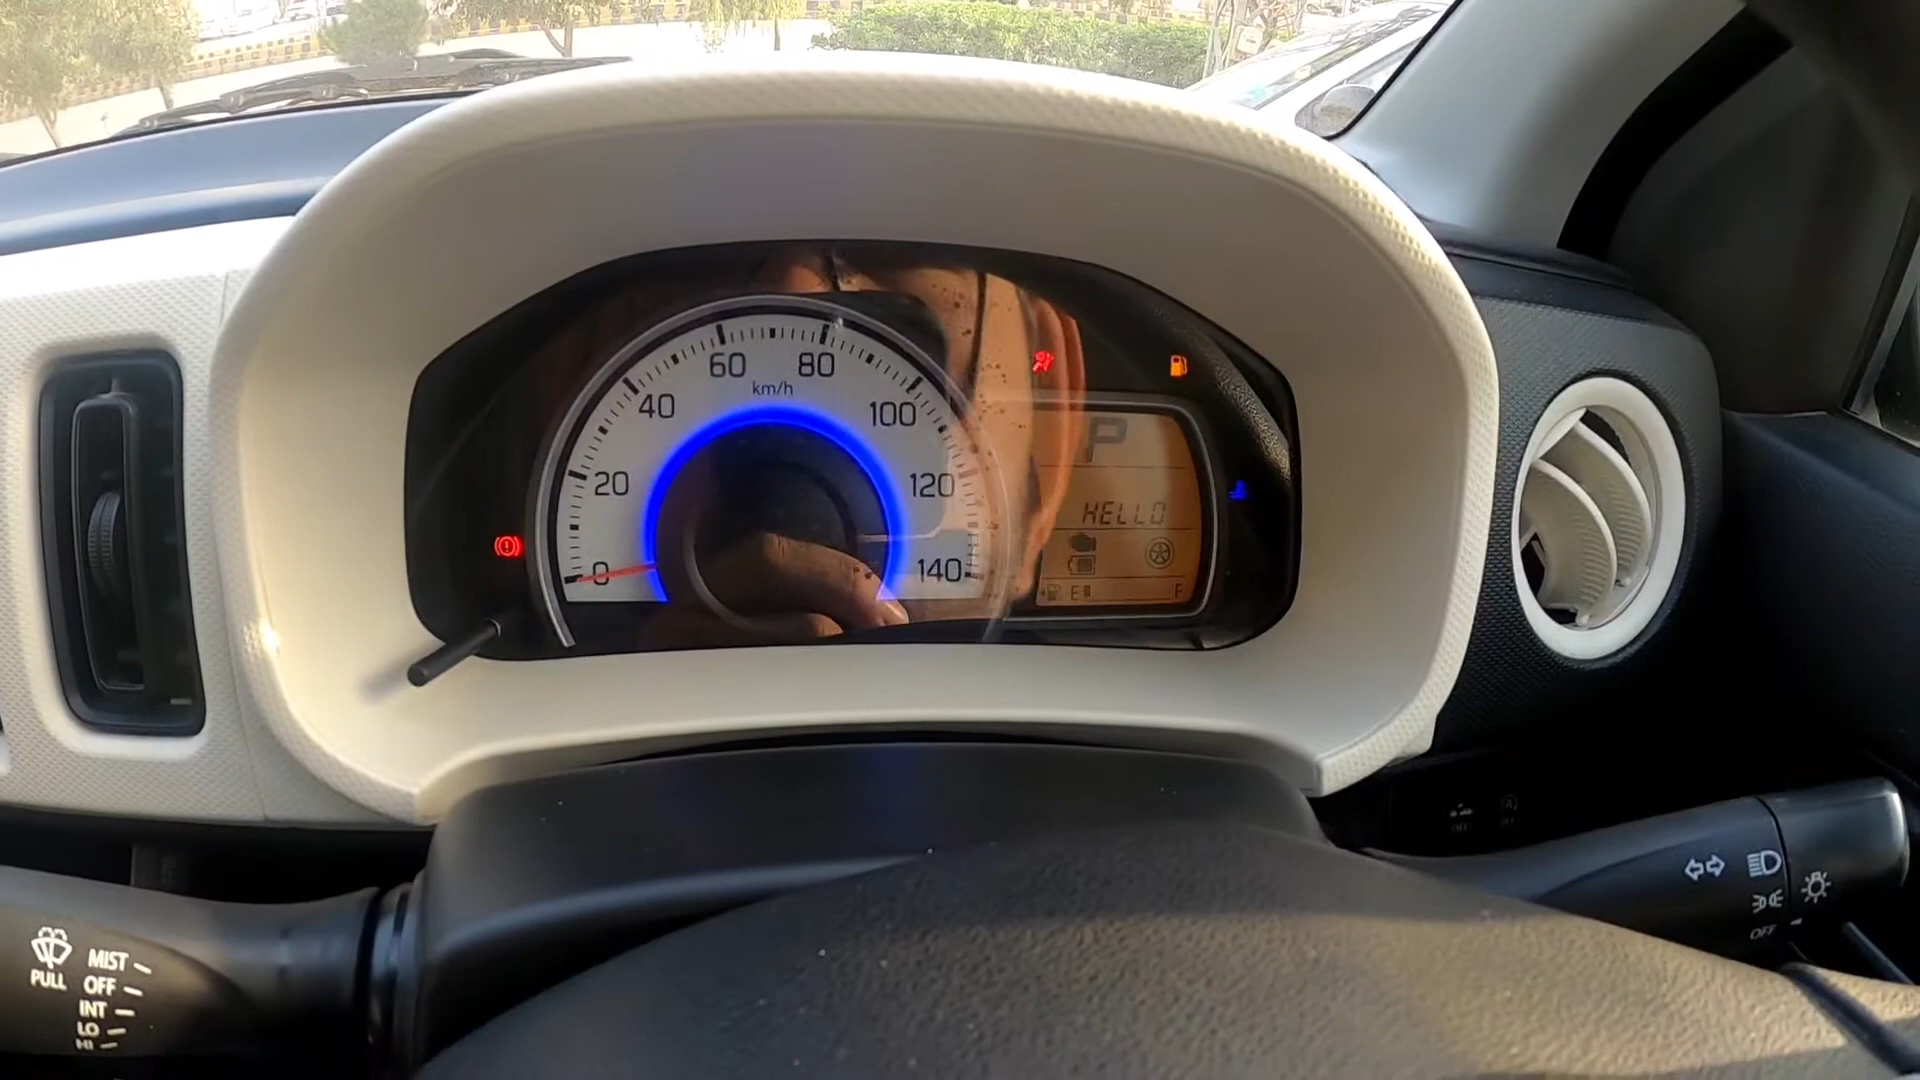 60 80
km/h
40 100
20 120
0 140
P
HELLO
E F
PULL
MIST
OFF
INT
LO
HI
OFF